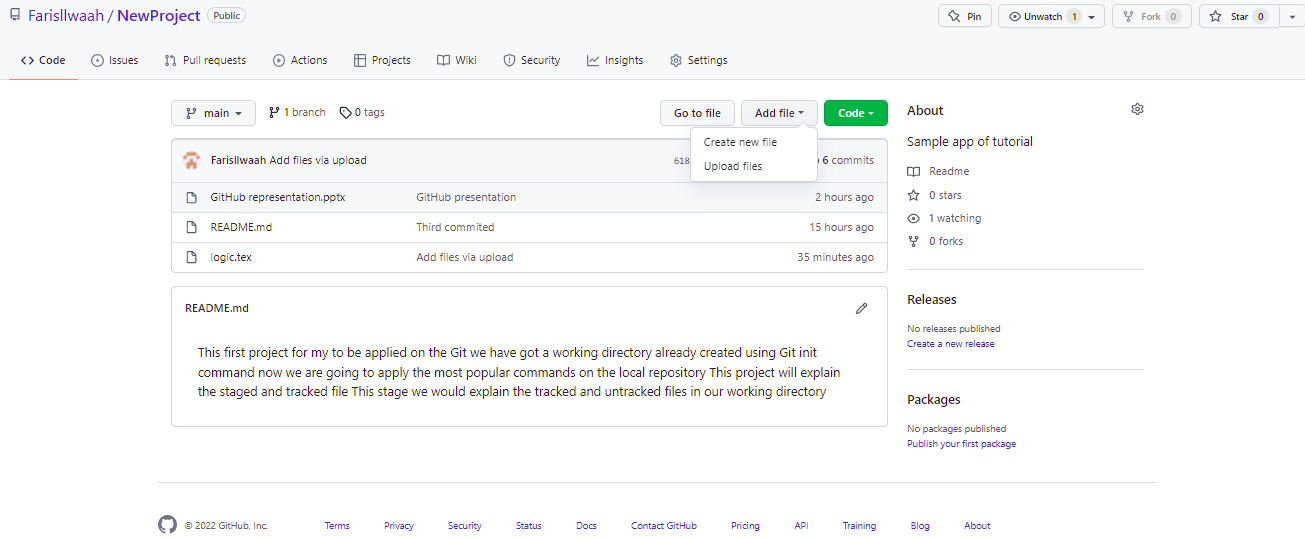 Farisllwaah / NewProject Public
Pin Unwatch 1 Fork 0 Star 0
Code Issues Pull requests Actions Projects Wiki Security Insights Settings
main 1 branch 0 tags Go to file Add file Code
Create new file
Upload files
Farisllwaah Add files via upload 618 6 commits
GitHub representation.pptx GitHub presentation 2 hours ago
README.md Third commited 15 hours ago
logic.tex Add files via upload 35 minutes ago
README.md
This first project for my to be applied on the Git we have got a working directory already created using Git init
command now we are going to apply the most popular commands on the local repository This project will explain
the staged and tracked file This stage we would explain the tracked and untracked files in our working directory
About
Sample app of tutorial
Readme
0 stars
1 watching
0 forks
Releases
No releases published
Create a new release
Packages
No packages published
Publish your first package
© 2022 GitHub, Inc. Terms Privacy Security Status Docs Contact GitHub Pricing API Training Blog About